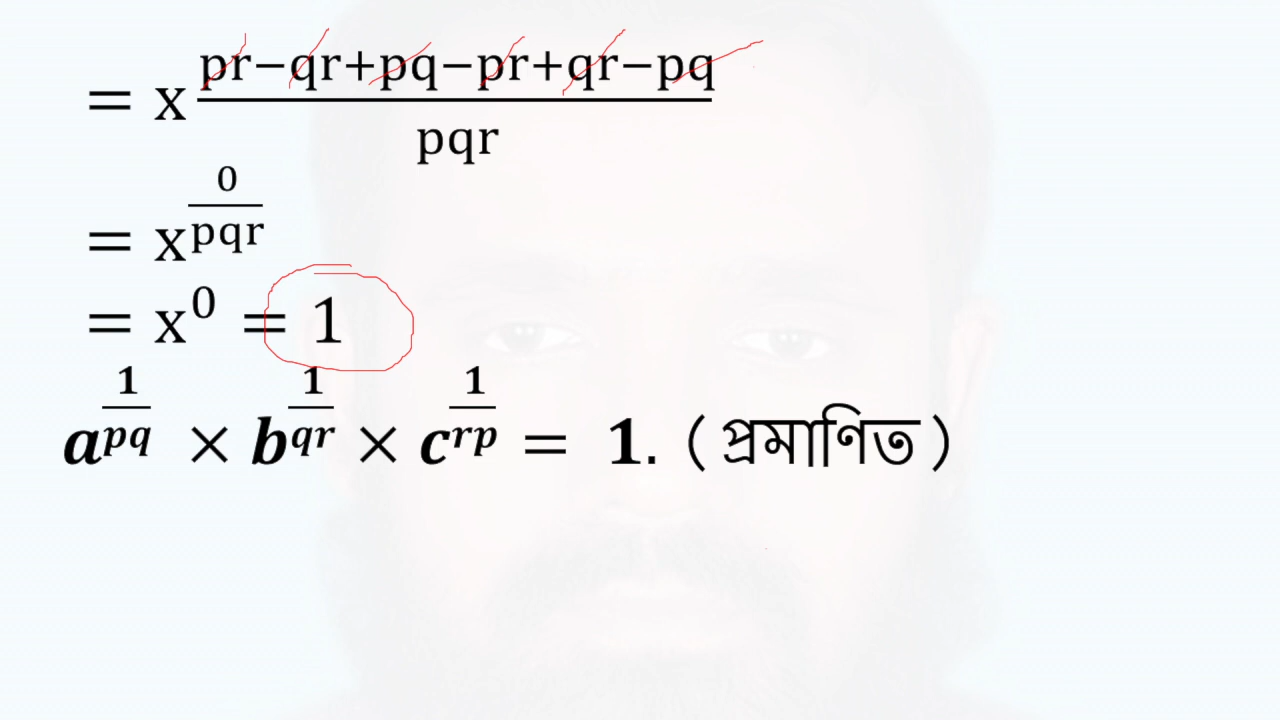 = x^((pr−qr+pq−pr+qr−pq)/pqr)
= x^(0/pqr)
= x^0 = 1
a^(1/pq) × b^(1/qr) × c^(1/rp) = 1. ( প্রমাণিত )